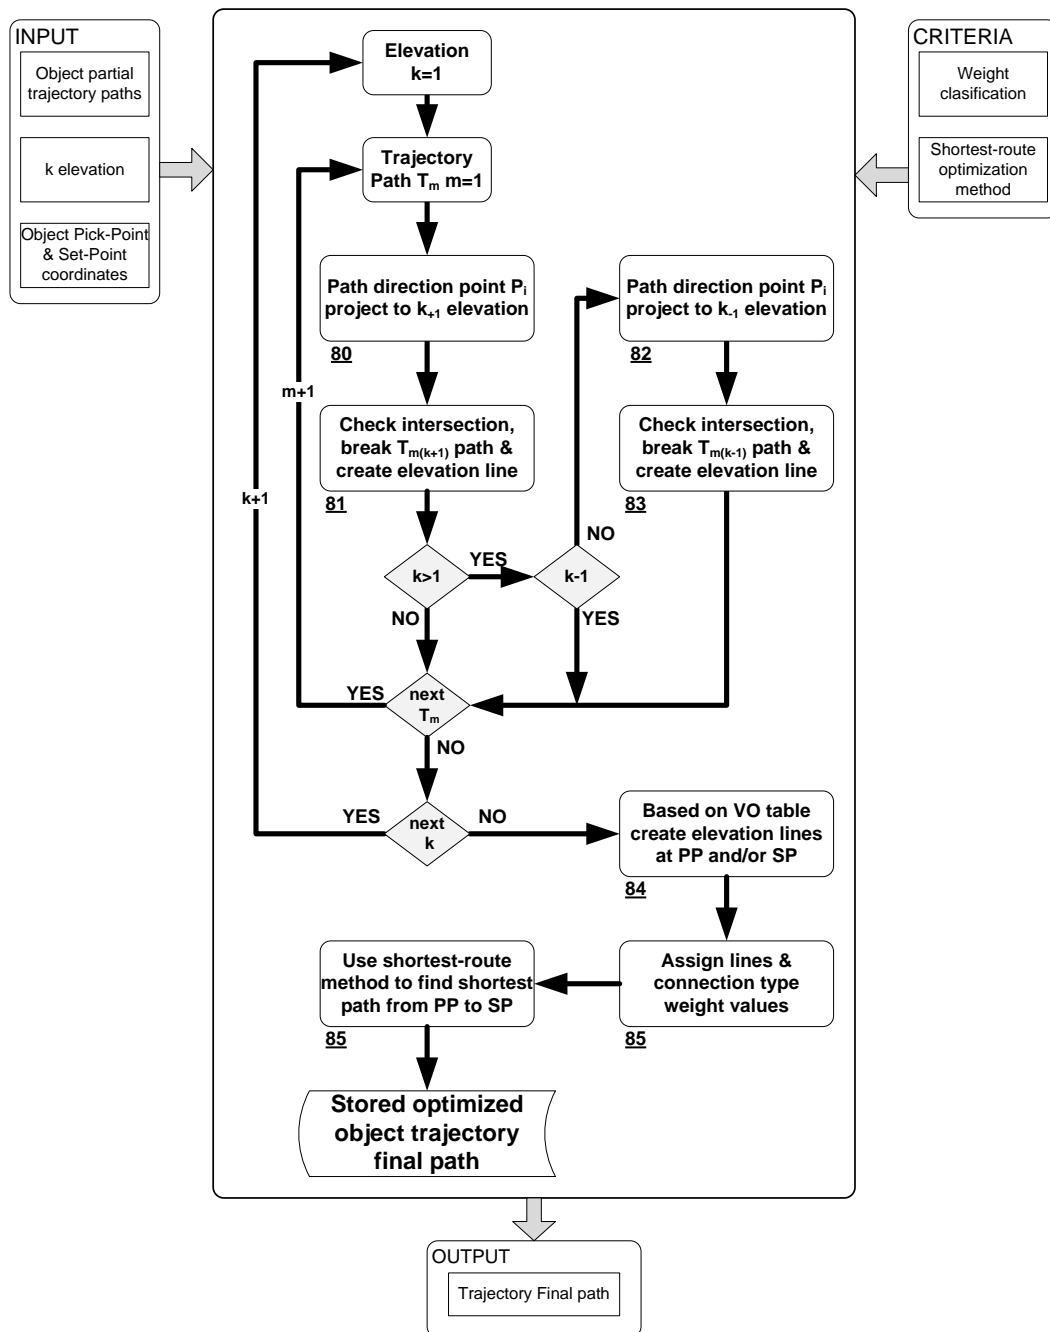 INPUT
Object partial
trajectory paths
k elevation
Object Pick-Point
& Set-Point
coordinates
CRITERIA
Weight
clasification
Shortest-route
optimization
method
Elevation
k=1
Trajectory
Path Tm m=1
Path direction point Pi
project to k+1 elevation
80
Path direction point Pi
project to k-1 elevation
82
m+1
k+1
Check intersection,
break Tm(k+1) path &
create elevation line
81
Check intersection,
break Tm(k-1) path &
create elevation line
83
k>1
YES
NO
k-1
NO
YES
next
Tm
YES
NO
next
k
YES
NO
Based on VO table
create elevation lines
at PP and/or SP
84
Assign lines &
connection type
weight values
85
Use shortest-route
method to find shortest
path from PP to SP
85
Stored optimized
object trajectory
final path
OUTPUT
Trajectory Final path